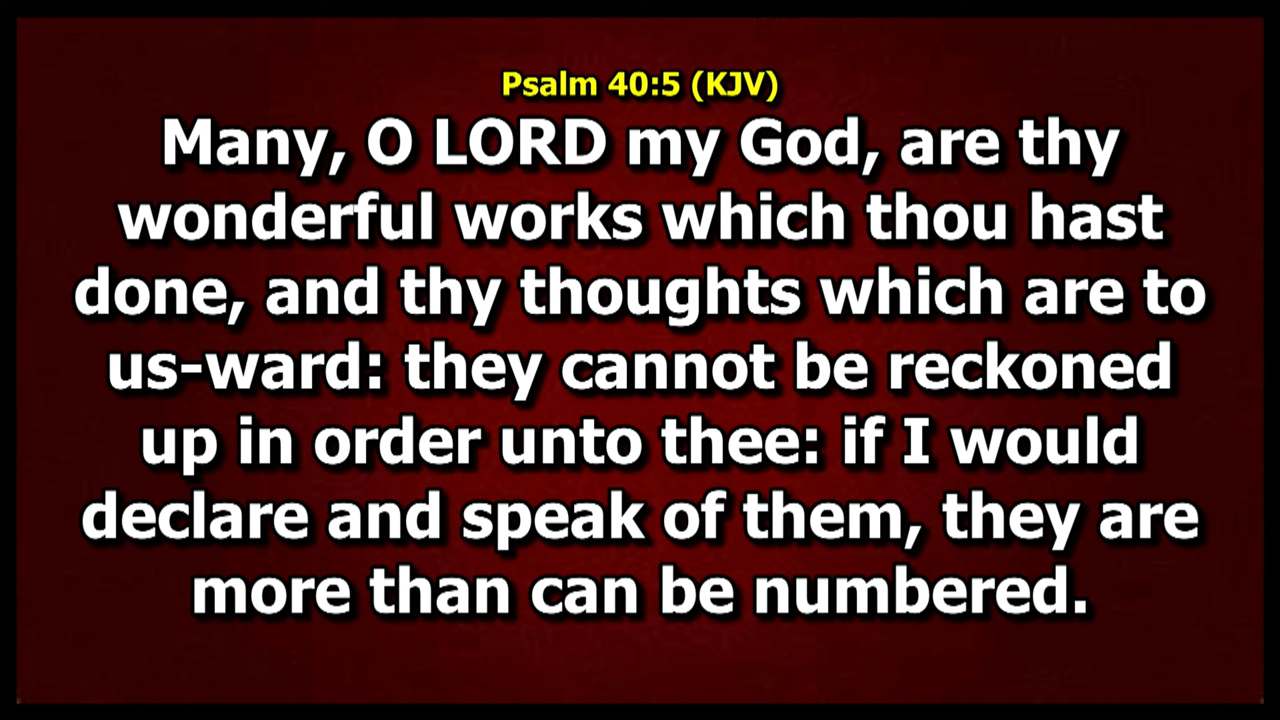 Psalm 40:5 (KJV)
Many, O LORD my God, are thy
wonderful works which thou hast
done, and thy thoughts which are to
us-ward: they cannot be reckoned
up in order unto thee: if I would
declare and speak of them, they are
more than can be numbered.